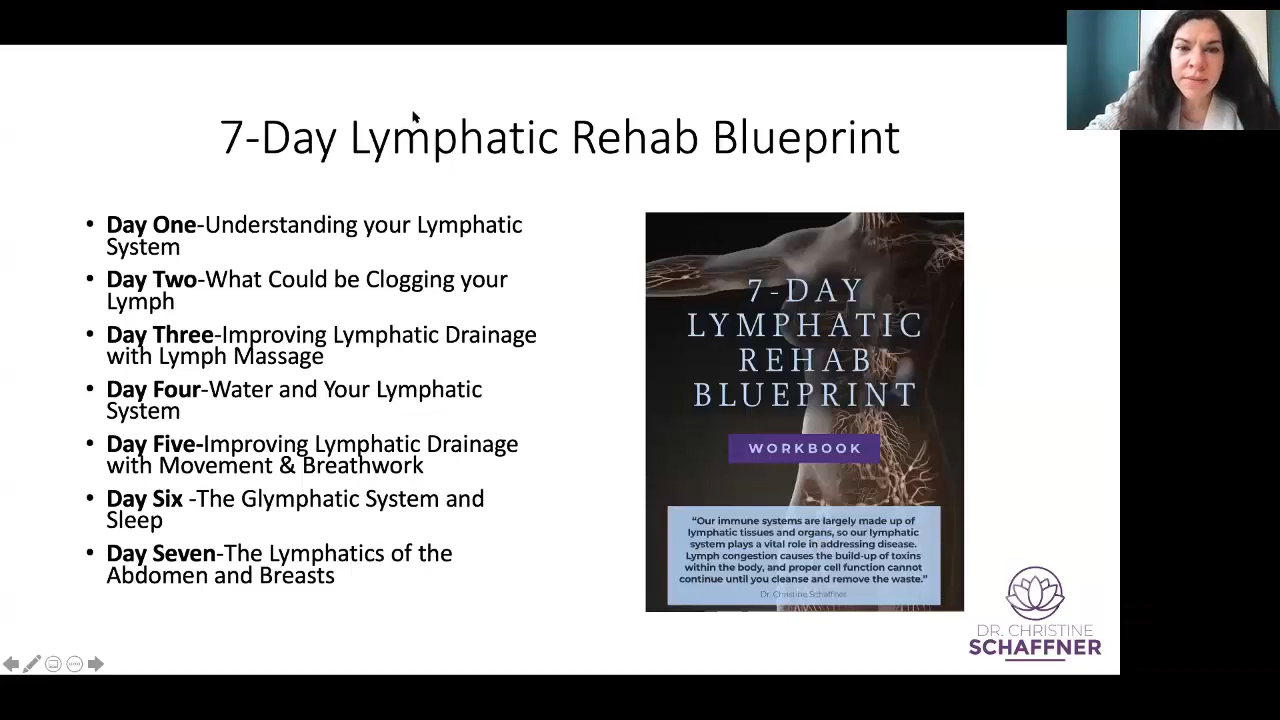 7-Day Lymphatic Rehab Blueprint
• Day One-Understanding your Lymphatic
System
• Day Two-What Could be Clogging your
Lymph
• Day Three-Improving Lymphatic Drainage
with Lymph Massage
• Day Four-Water and Your Lymphatic
System
• Day Five-Improving Lymphatic Drainage
with Movement & Breathwork
• Day Six -The Glymphatic System and
Sleep
• Day Seven-The Lymphatics of the
Abdomen and Breasts
7-DAY
LYMPHATIC
REHAB
BLUEPRINT
WORKBOOK
“Our immune systems are largely made up of
lymphatic tissues and organs, so our lymphatic
system plays a vital role in addressing disease.
Lymph congestion causes the build-up of toxins
within the body, and proper cell function cannot
continue until you cleanse and remove the waste.”
Dr. Christine Schaffner
DR. CHRISTINE
SCHAFFNER